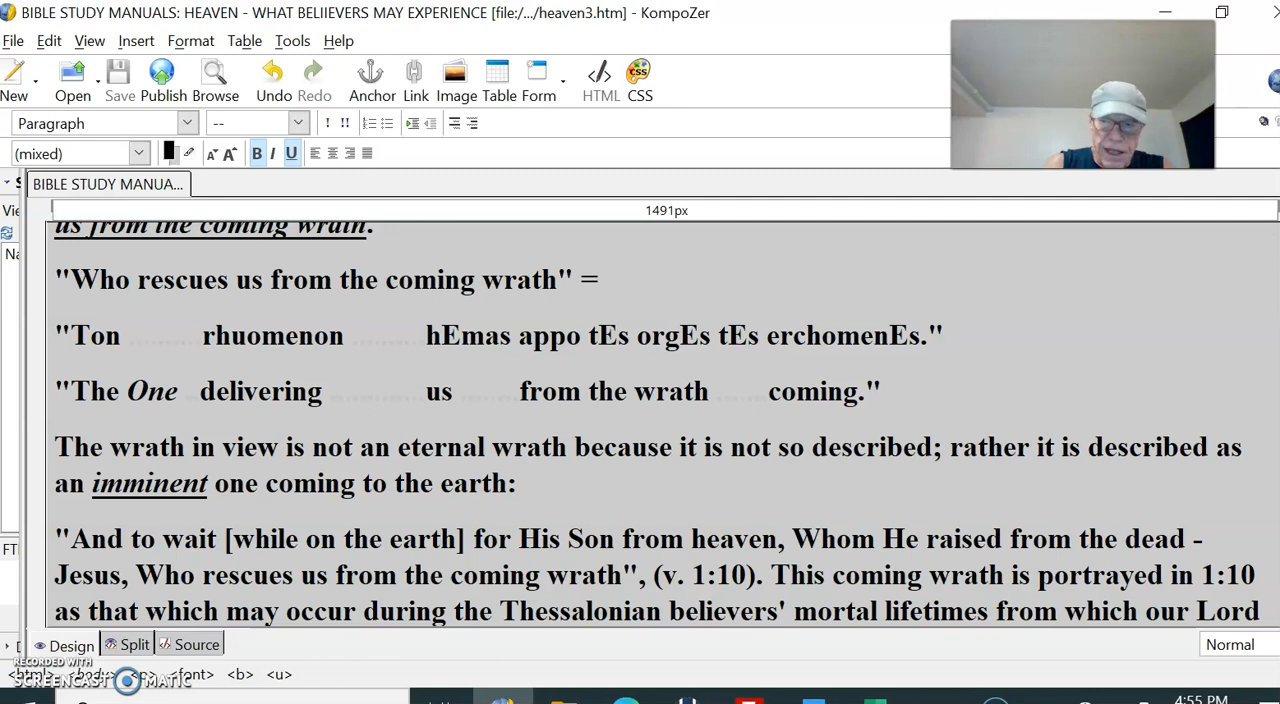 BIBLE STUDY MANUALS: HEAVEN - WHAT BELIIEVERS MAY EXPERIENCE [file:/.../heaven3.htm] - KompoZer
File Edit View Insert Format Table Tools Help
New Open Save Publish Browse Undo Redo Anchor Link Image Table Form HTML CSS
Paragraph -- ! !!
(mixed) A A B I U
BIBLE STUDY MANUA...
1491px
us from the coming wrath.
"Who rescues us from the coming wrath" =
"Ton rhuomenon hEmas appo tEs orgEs tEs erchomenEs."
"The One delivering us from the wrath coming."
The wrath in view is not an eternal wrath because it is not so described; rather it is described as
an imminent one coming to the earth:
"And to wait [while on the earth] for His Son from heaven, Whom He raised from the dead -
Jesus, Who rescues us from the coming wrath", (v. 1:10). This coming wrath is portrayed in 1:10
as that which may occur during the Thessalonian believers' mortal lifetimes from which our Lord
Design Split Source Normal
RECORDED WITH
SCREENCAST MATIC
<html> <body> <p> <font> <b> <u>
4:55 PM